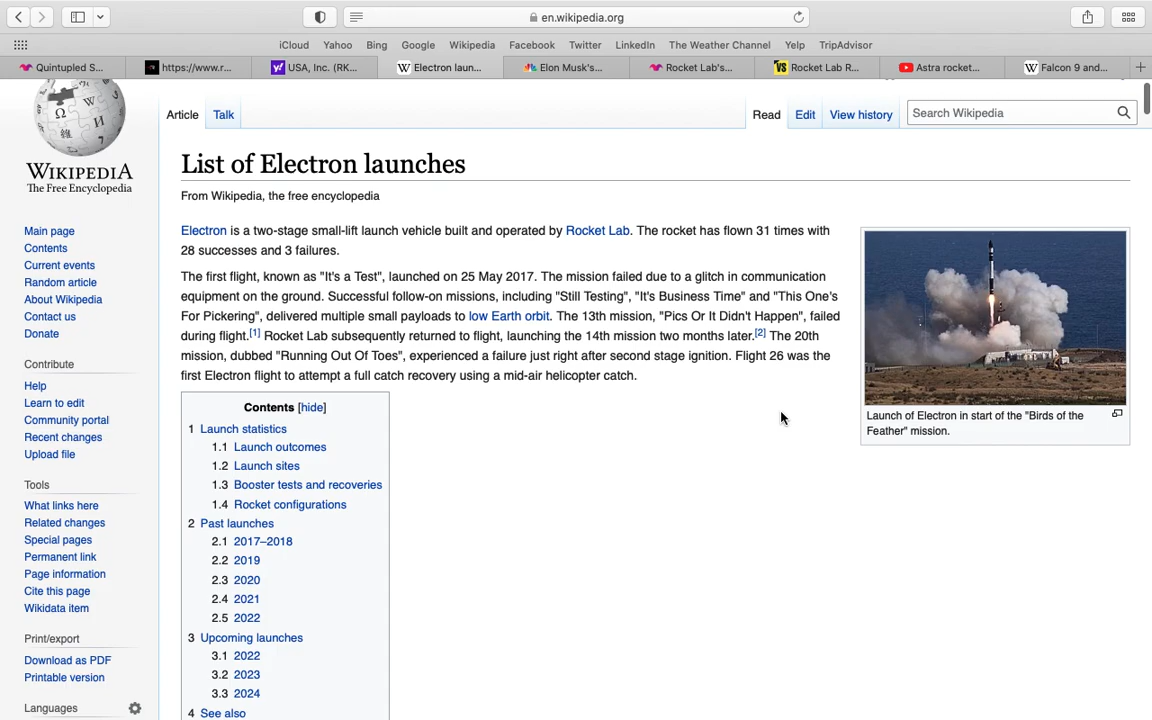 en.wikipedia.org
iCloud Yahoo Bing Google Wikipedia Facebook Twitter LinkedIn The Weather Channel Yelp TripAdvisor
Quintupled S... https://www.r... USA, Inc. (RK... Electron laun... Elon Musk's... Rocket Lab's... Rocket Lab R... Astra rocket... Falcon 9 and...
Article Talk Read Edit View history Search Wikipedia
WIKIPEDIA
The Free Encyclopedia
Main page
Contents
Current events
Random article
About Wikipedia
Contact us
Donate
Contribute
Help
Learn to edit
Community portal
Recent changes
Upload file
Tools
What links here
Related changes
Special pages
Permanent link
Page information
Cite this page
Wikidata item
Print/export
Download as PDF
Printable version
Languages
List of Electron launches
From Wikipedia, the free encyclopedia
Electron is a two-stage small-lift launch vehicle built and operated by Rocket Lab. The rocket has flown 31 times with
28 successes and 3 failures.
The first flight, known as "It's a Test", launched on 25 May 2017. The mission failed due to a glitch in communication
equipment on the ground. Successful follow-on missions, including "Still Testing", "It's Business Time" and "This One's
For Pickering", delivered multiple small payloads to low Earth orbit. The 13th mission, "Pics Or It Didn't Happen", failed
during flight.[1] Rocket Lab subsequently returned to flight, launching the 14th mission two months later.[2] The 20th
mission, dubbed "Running Out Of Toes", experienced a failure just right after second stage ignition. Flight 26 was the
first Electron flight to attempt a full catch recovery using a mid-air helicopter catch.
Launch of Electron in start of the "Birds of the
Feather" mission.
Contents [hide]
1 Launch statistics
1.1 Launch outcomes
1.2 Launch sites
1.3 Booster tests and recoveries
1.4 Rocket configurations
2 Past launches
2.1 2017–2018
2.2 2019
2.3 2020
2.4 2021
2.5 2022
3 Upcoming launches
3.1 2022
3.2 2023
3.3 2024
4 See also